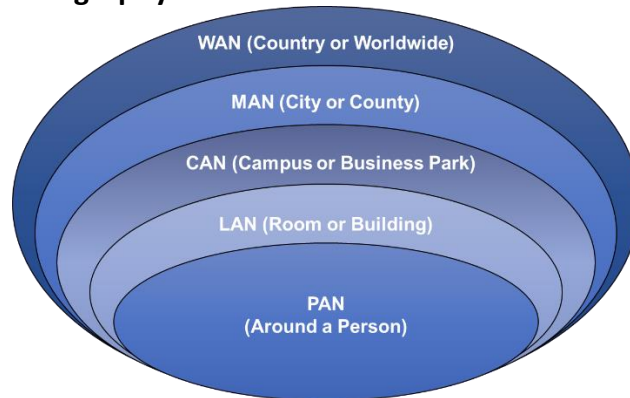 WAN (Country or Worldwide)
MAN (City or County)
CAN (Campus or Business Park)
LAN (Room or Building)
PAN
(Around a Person)